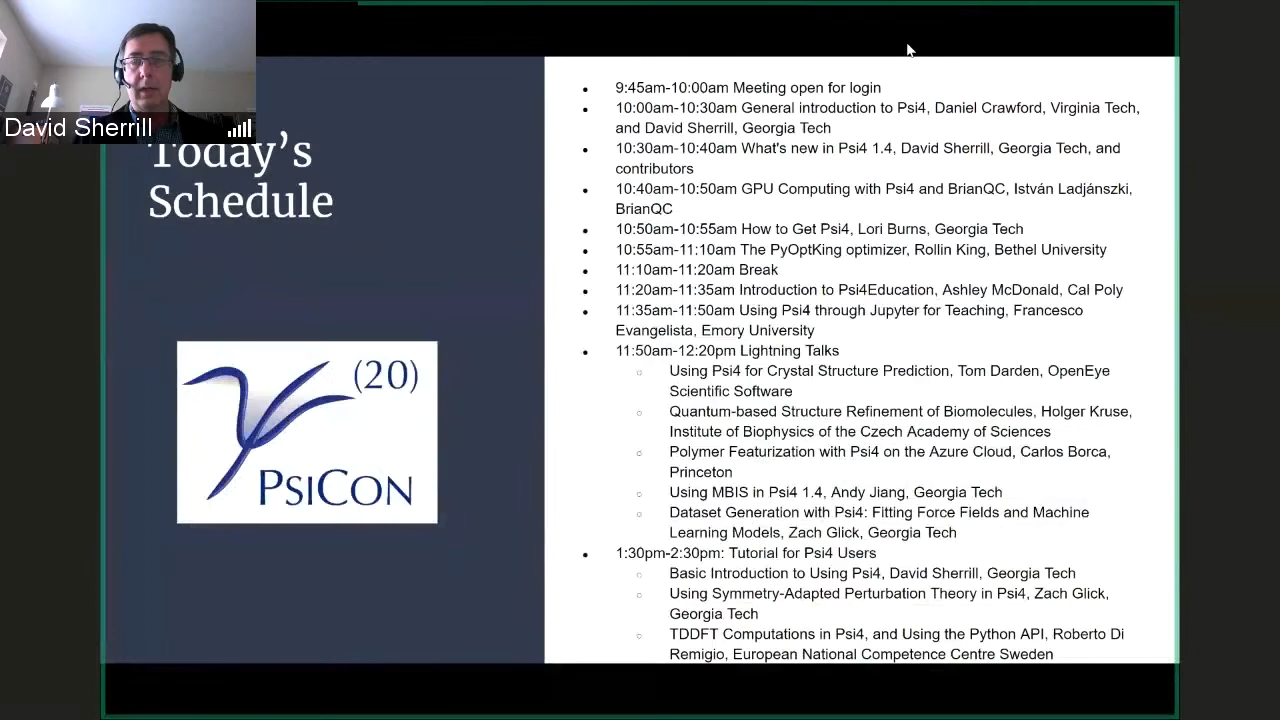 David Sherrill
Today's
Schedule
(20)
PSICON
9:45am-10:00am Meeting open for login
10:00am-10:30am General introduction to Psi4, Daniel Crawford, Virginia Tech,
and David Sherrill, Georgia Tech
10:30am-10:40am What's new in Psi4 1.4, David Sherrill, Georgia Tech, and
contributors
10:40am-10:50am GPU Computing with Psi4 and BrianQC, István Ladjánszki,
BrianQC
10:50am-10:55am How to Get Psi4, Lori Burns, Georgia Tech
10:55am-11:10am The PyOptKing optimizer, Rollin King, Bethel University
11:10am-11:20am Break
11:20am-11:35am Introduction to Psi4Education, Ashley McDonald, Cal Poly
11:35am-11:50am Using Psi4 through Jupyter for Teaching, Francesco
Evangelista, Emory University
11:50am-12:20pm Lightning Talks
Using Psi4 for Crystal Structure Prediction, Tom Darden, OpenEye
Scientific Software
Quantum-based Structure Refinement of Biomolecules, Holger Kruse,
Institute of Biophysics of the Czech Academy of Sciences
Polymer Featurization with Psi4 on the Azure Cloud, Carlos Borca,
Princeton
Using MBIS in Psi4 1.4, Andy Jiang, Georgia Tech
Dataset Generation with Psi4: Fitting Force Fields and Machine
Learning Models, Zach Glick, Georgia Tech
1:30pm-2:30pm: Tutorial for Psi4 Users
Basic Introduction to Using Psi4, David Sherrill, Georgia Tech
Using Symmetry-Adapted Perturbation Theory in Psi4, Zach Glick,
Georgia Tech
TDDFT Computations in Psi4, and Using the Python API, Roberto Di
Remigio, European National Competence Centre Sweden